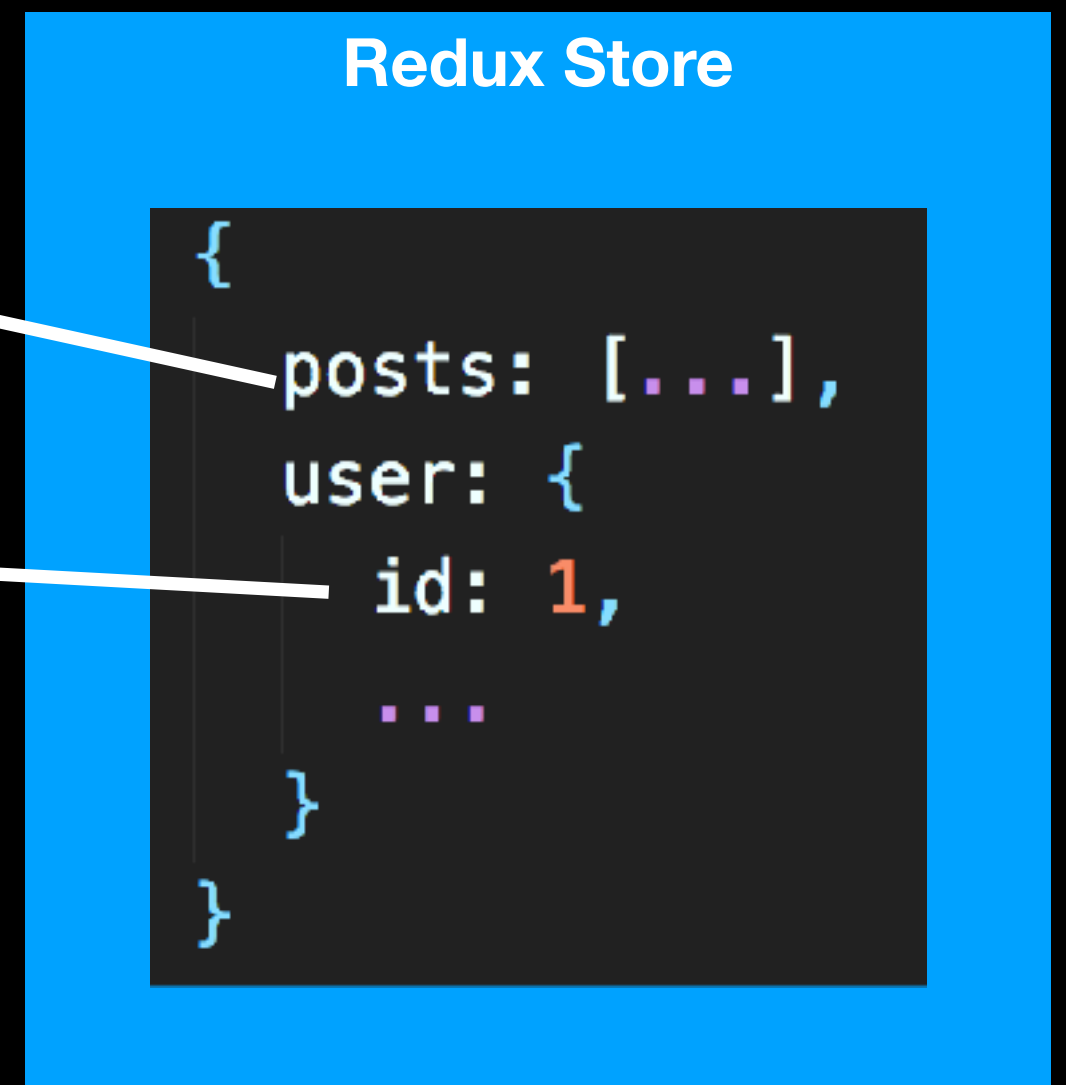 Redux Store
{
posts: [...],
user: {
id: 1,
...
}
}